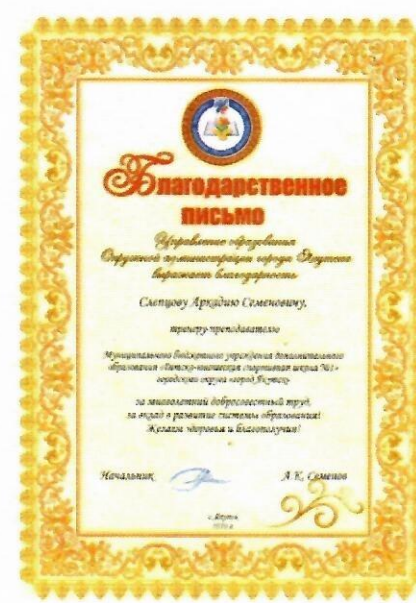 Благодарственное
письмо
Управление образования
Окружной администрации города Якутска
выражает благодарность
Слепцову Аркадию Семеновичу,
тренеру-преподавателю
Муниципального бюджетного учреждения дополнительного
образования «Детско-юношеская спортивная школа №1»
городского округа «город Якутск»
за многолетний добросовестный труд,
за вклад в развитие системы образования!
Желаем здоровья и благополучия!
Начальник А.К. Семенов
г. Якутск